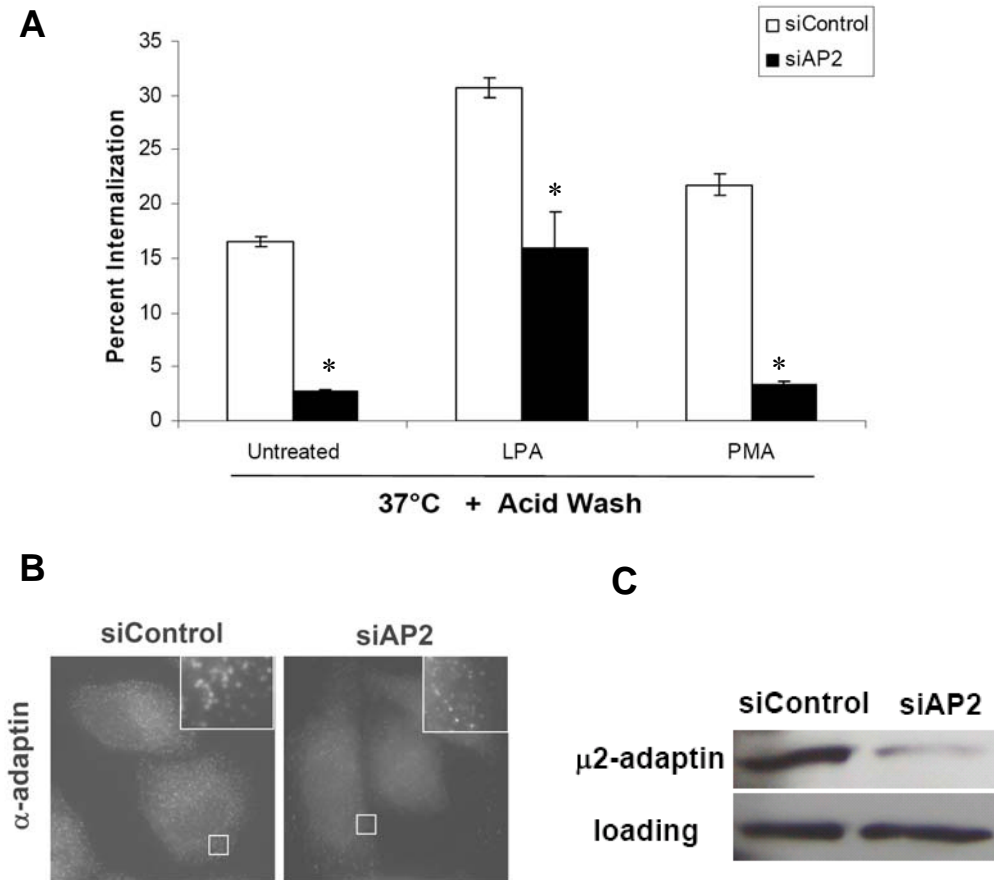 A
siControl
siAP2
Percent Internalization
35
30
25
20
15
10
5
0
*
*
*
Untreated LPA PMA
37°C + Acid Wash
B
siControl siAP2
α-adaptin
C
siControl siAP2
μ2-adaptin
loading